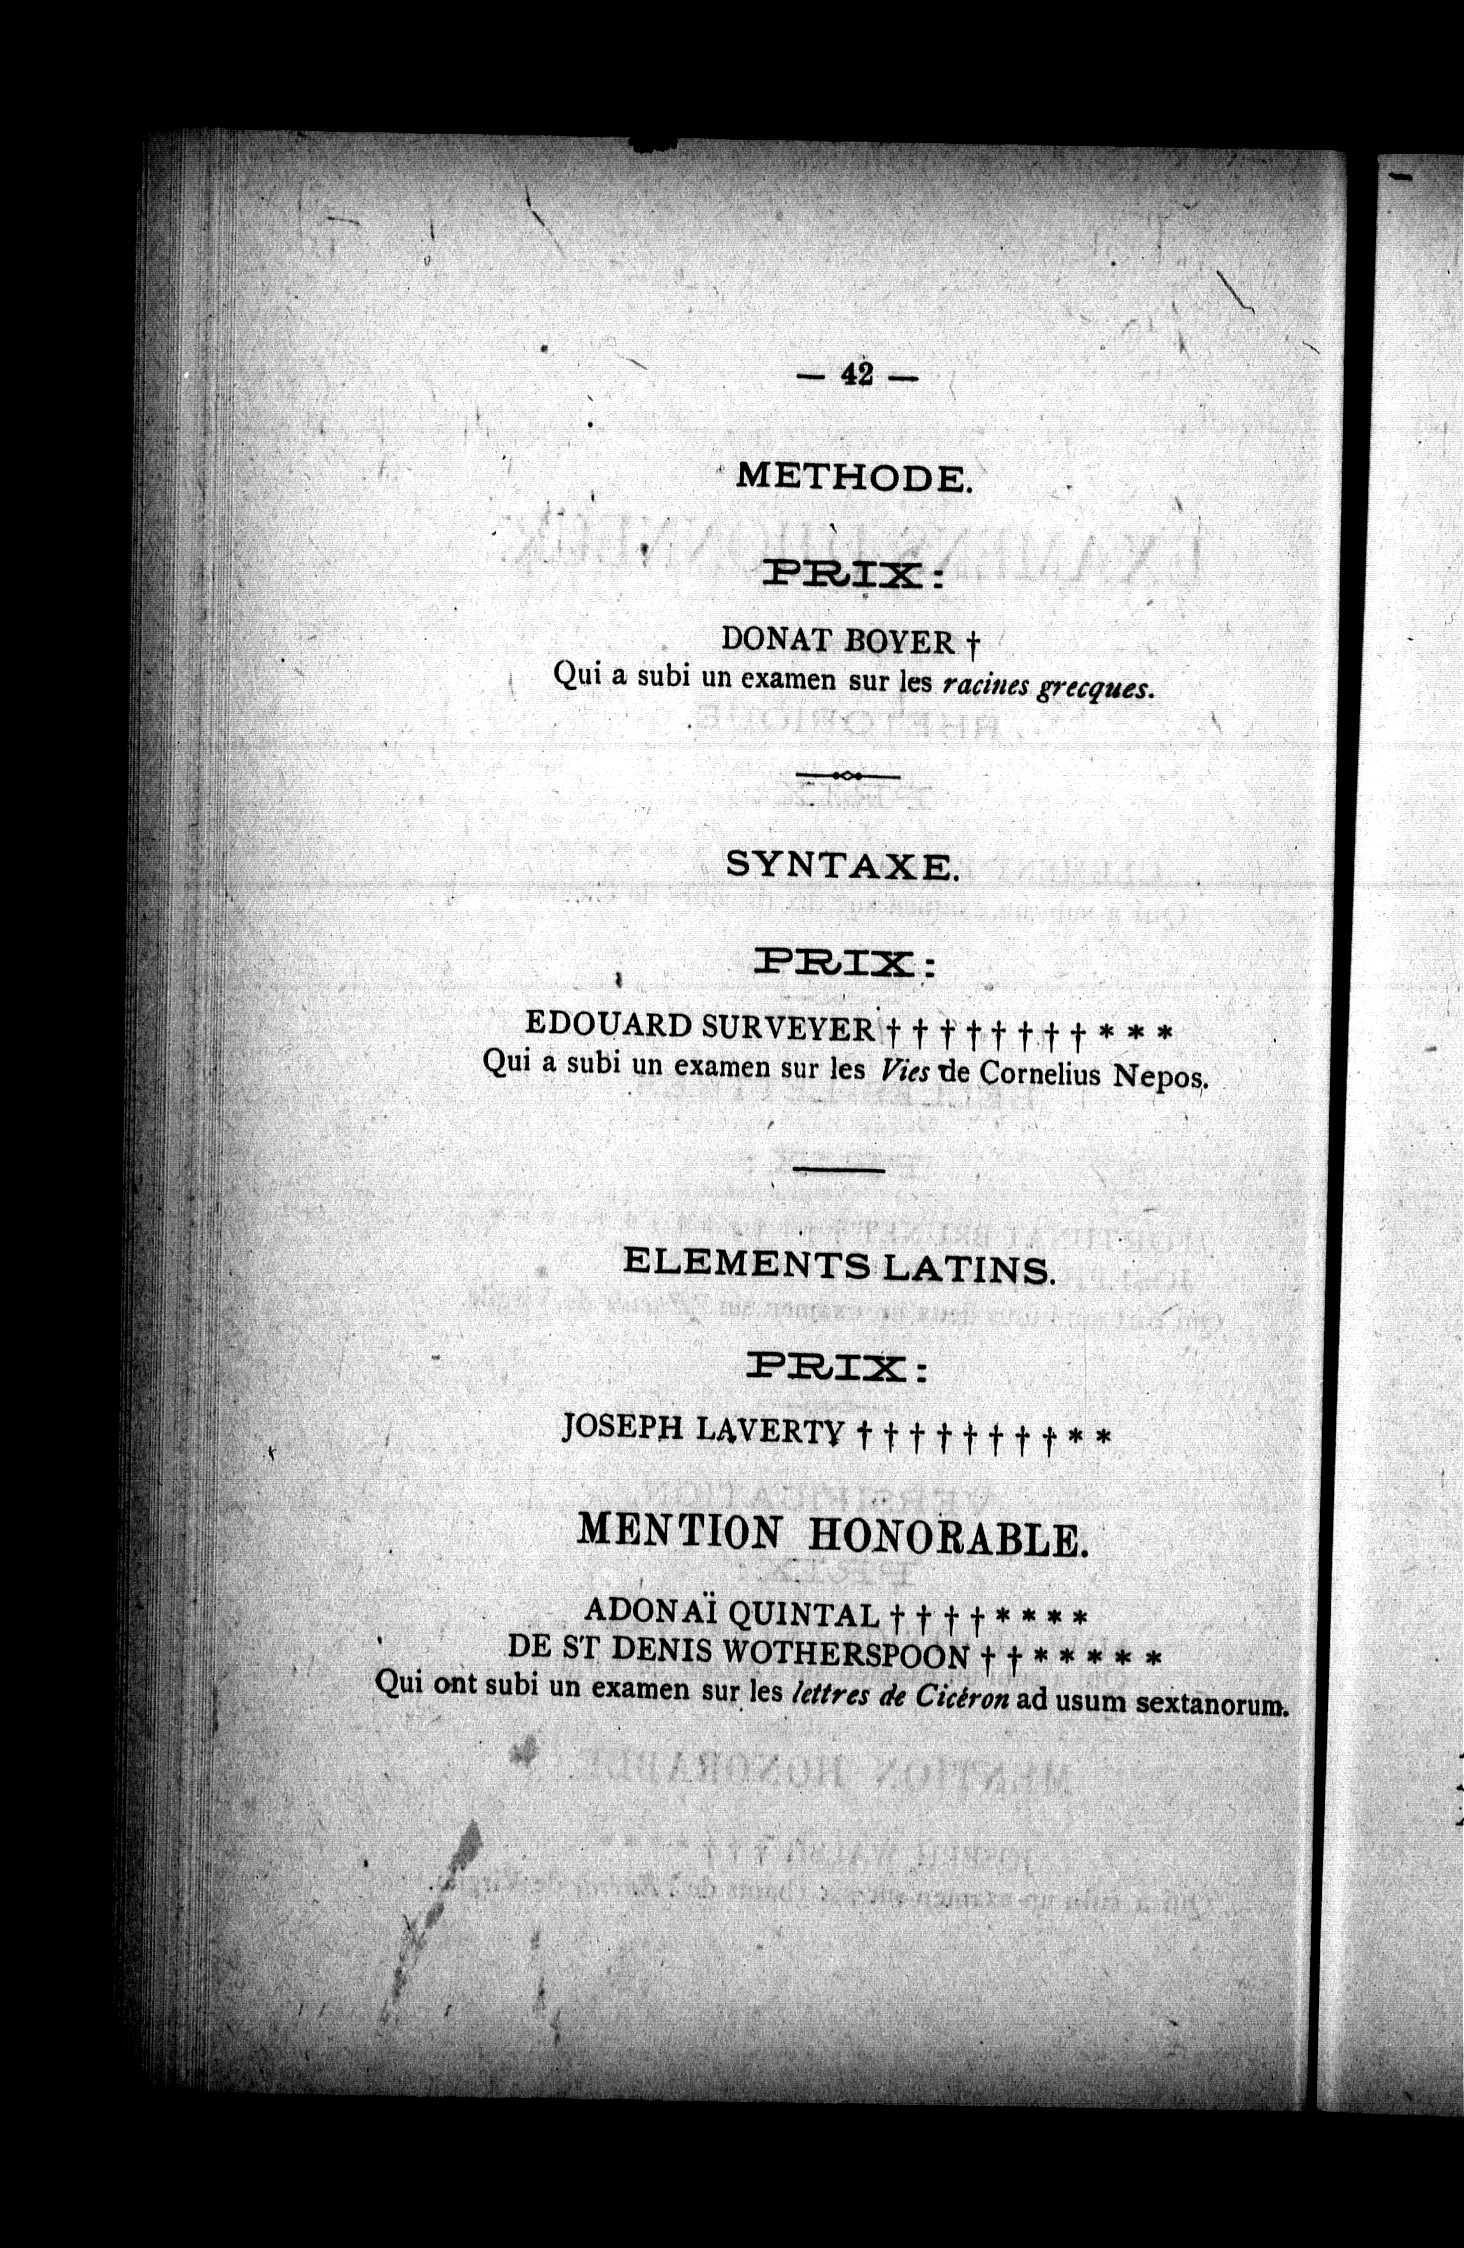 — 42 —
METHODE.
PRIX:
DONAT BOYER †
Qui a subi un examen sur les racines grecques.
SYNTAXE.
PRIX:
EDOUARD SURVEYER † † † † † † † † * * *
Qui a subi un examen sur les Vies de Cornelius Nepos.
ELEMENTS LATINS.
PRIX:
JOSEPH LAVERTY † † † † † † † † * *
MENTION HONORABLE.
ADONAÏ QUINTAL † † † † * * * *
DE ST DENIS WOTHERSPOON † † * * * * *
Qui ont subi un examen sur les lettres de Cicéron ad usum sextanorum.